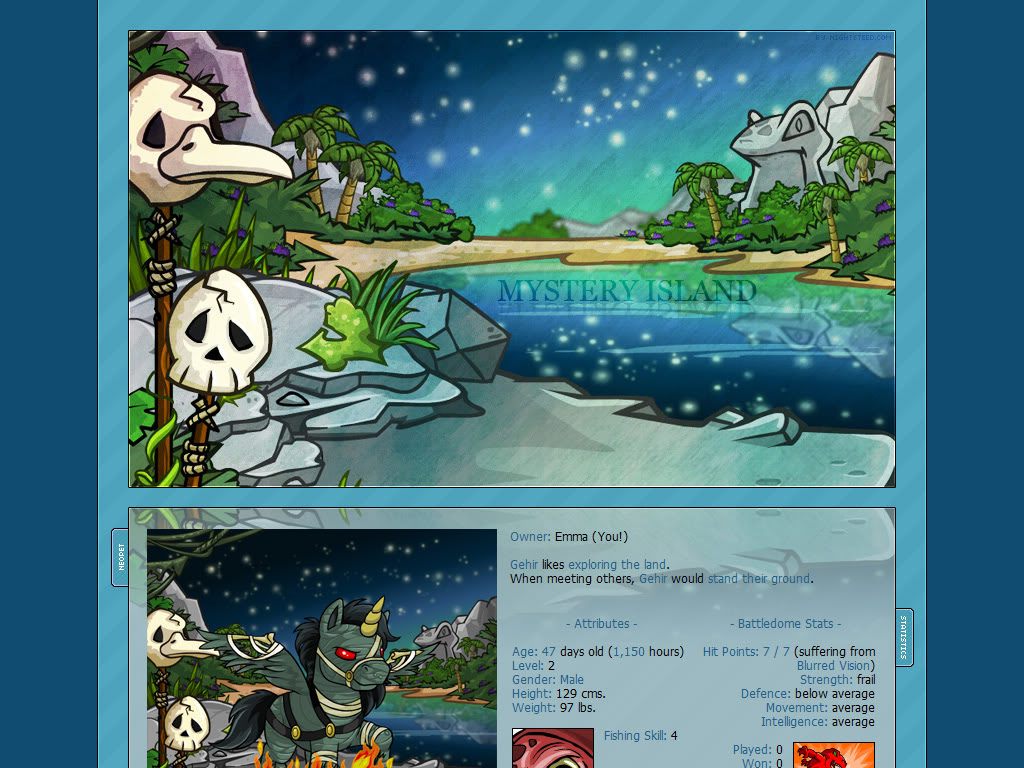 BY NIGHTSTEED.COM
MYSTERY ISLAND
NEOPET
Owner: Emma (You!)
Gehir likes exploring the land.
When meeting others, Gehir would stand their ground.
- Attributes -
Age: 47 days old (1,150 hours)
Level: 2
Gender: Male
Height: 129 cms.
Weight: 97 lbs.
Fishing Skill: 4
- Battledome Stats -
Hit Points: 7 / 7 (suffering from
Blurred Vision)
Strength: frail
Defence: below average
Movement: average
Intelligence: average
Played: 0
Won: 0
STATISTICS